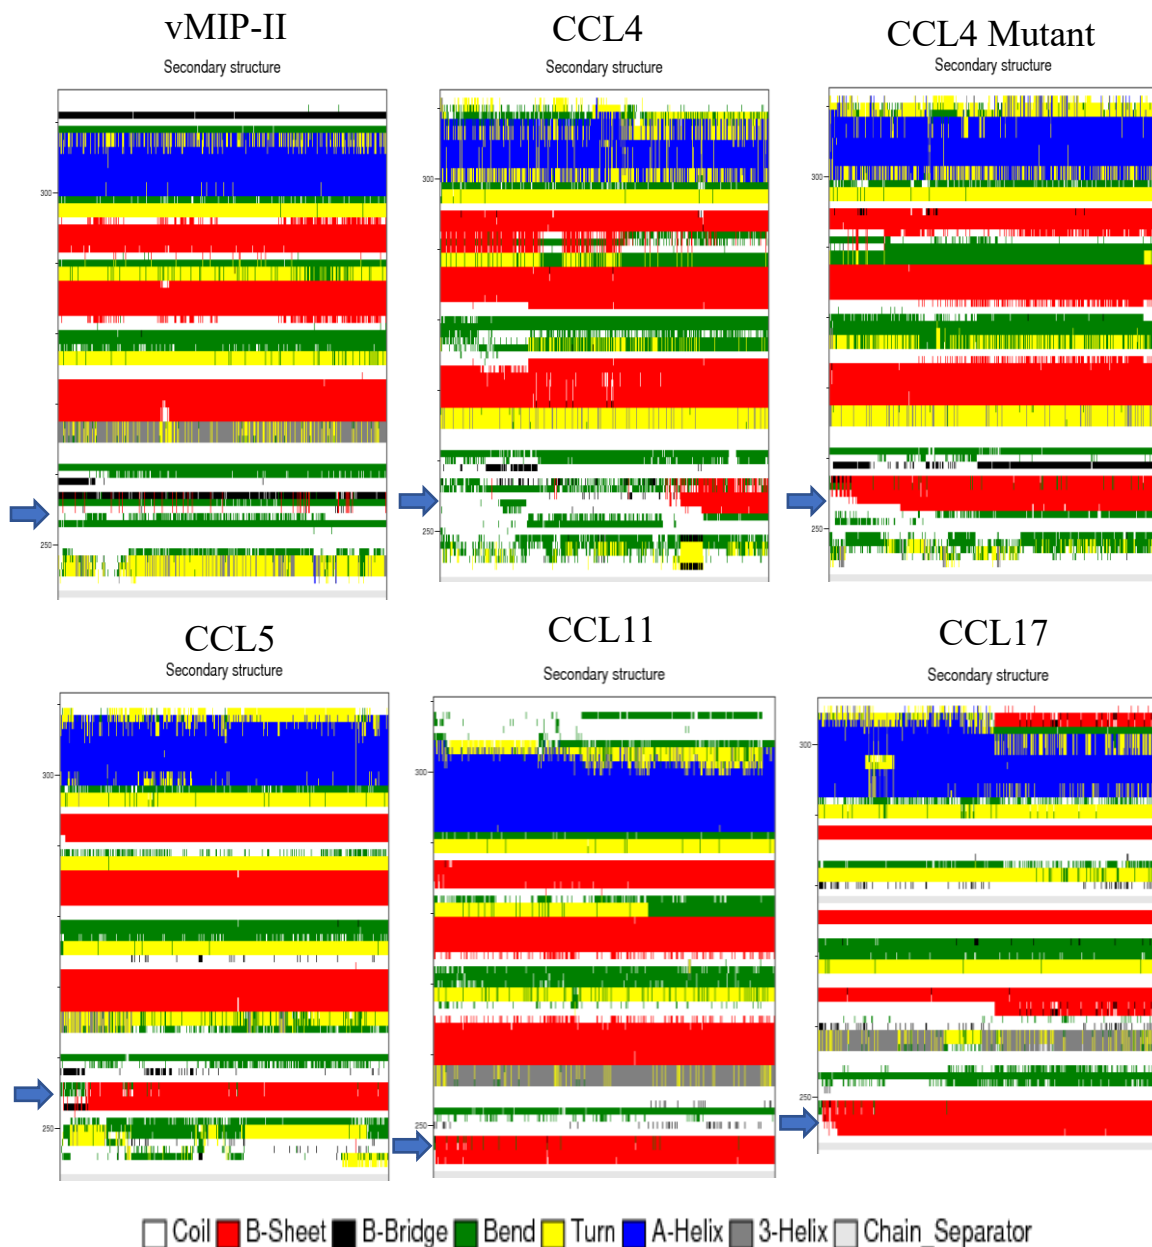 vMIP-II
Secondary structure
300
250
CCL4
Secondary structure
300
250
CCL4 Mutant
Secondary structure
300
250
CCL5
Secondary structure
300
250
CCL11
Secondary structure
300
250
CCL17
Secondary structure
300
250
Coil B-Sheet B-Bridge Bend Turn A-Helix 3-Helix Chain_Separator